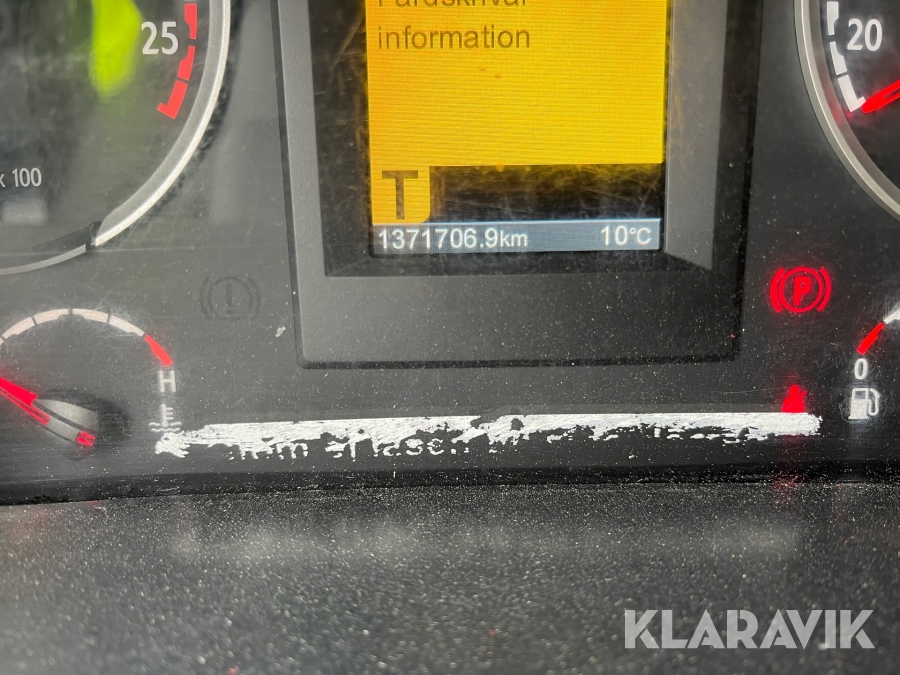 25
20
information
x 100
T
1371706.9km 10°C
P
H
0
KLARAVIK